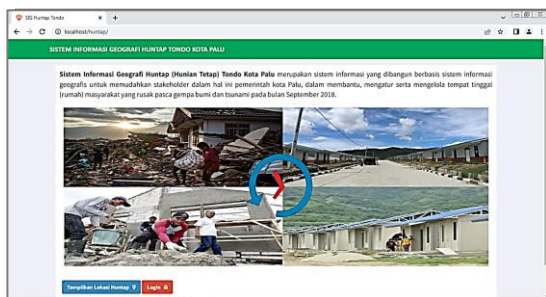 SIG Huntap Tondo
localhost/huntap/
SISTEM INFORMASI GEOGRAFI HUNTAP TONDO KOTA PALU
Sistem Informasi Geografi Huntap (Hunian Tetap) Tondo Kota Palu merupakan sistem informasi yang dibangun berbasis sistem informasi
geografis untuk memudahkan stakeholder dalam hal ini pemerintah kota Palu, dalam membantu, mengatur serta mengelola tempat tinggal
(rumah) masyarakat yang rusak pasca gempa bumi dan tsunami pada bulan September 2018.
Tampilkan Lokasi Huntap
Login